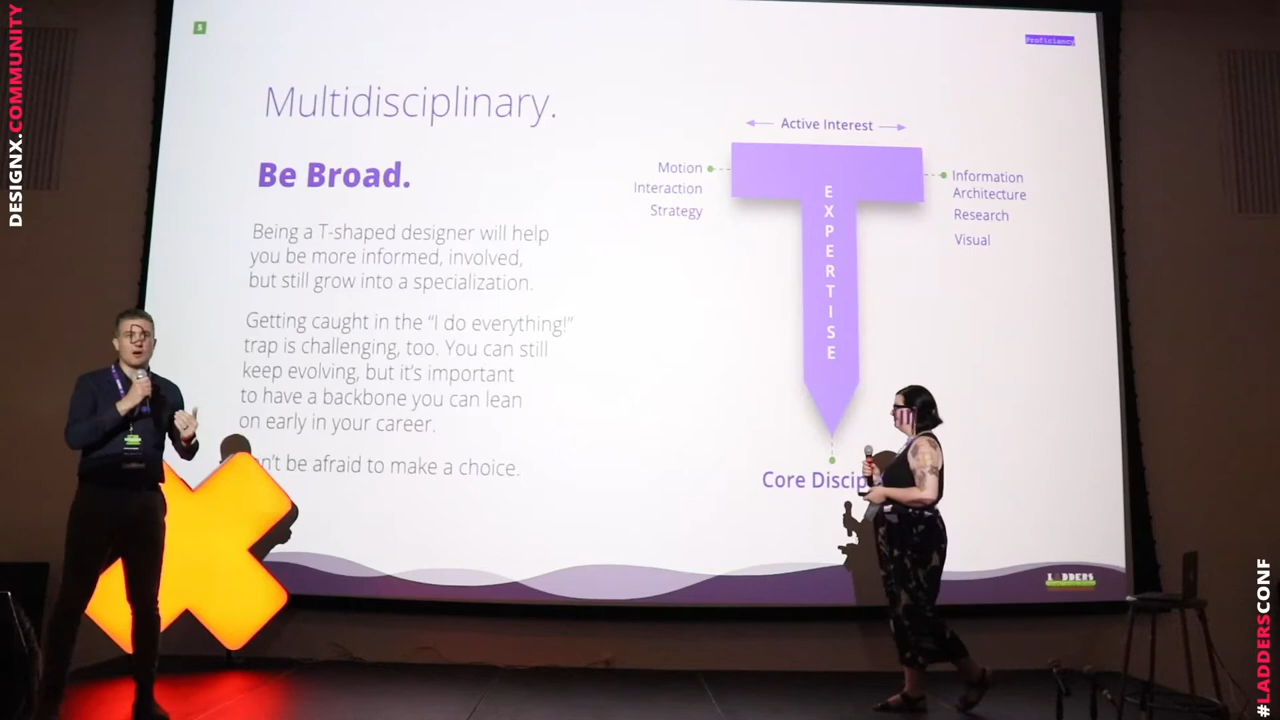 DESIGNX.COMMUNITY
5
Proficiency
Multidisciplinary.
Be Broad.
Being a T-shaped designer will help
you be more informed, involved,
but still grow into a specialization.
Getting caught in the “I do everything!”
trap is challenging, too. You can still
keep evolving, but it’s important
to have a backbone you can lean
on early in your career.
n’t be afraid to make a choice.
Active Interest
Motion
Interaction
Strategy
EXPERTISE
Information
Architecture
Research
Visual
Core Discip
LADDERS
#LADDERSCONF